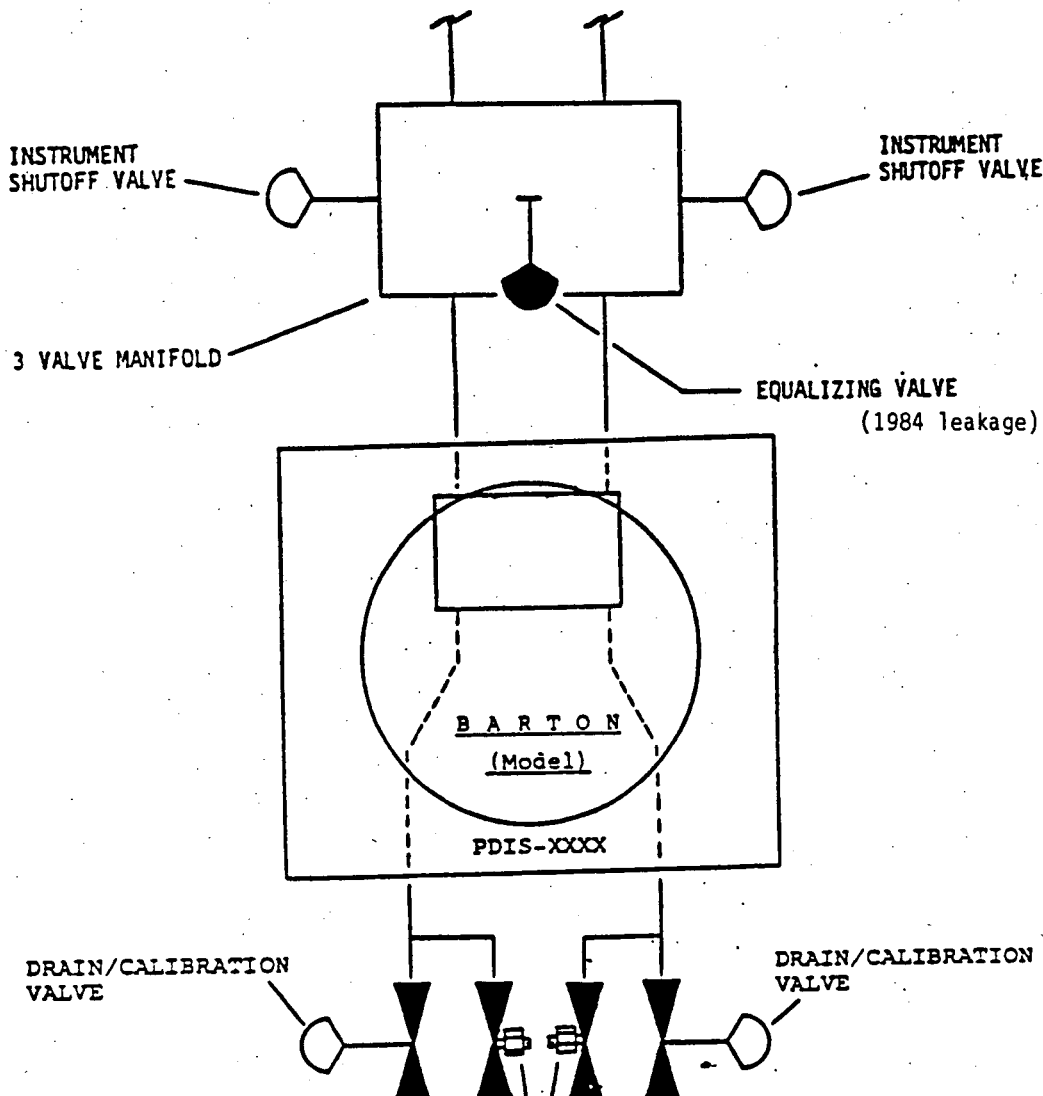 INSTRUMENT
SHUTOFF VALVE
INSTRUMENT
SHUTOFF VALVE
3 VALVE MANIFOLD
EQUALIZING VALVE
(1984 leakage)
B A R T O N
(Model)
PDIS-XXXX
DRAIN/CALIBRATION
VALVE
DRAIN/CALIBRATION
VALVE